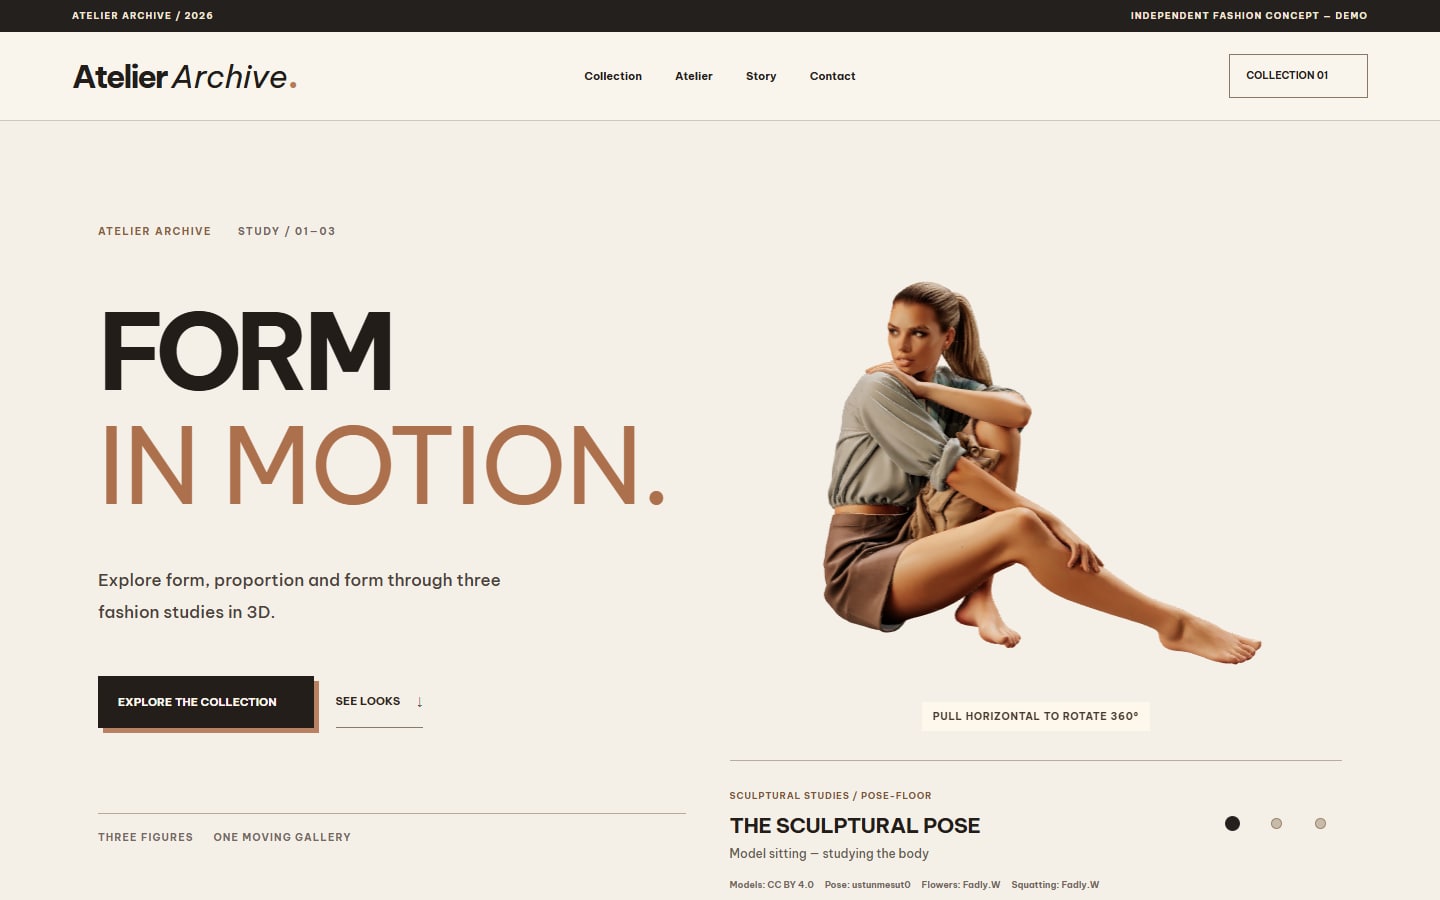 ATELIER ARCHIVE / 2026
INDEPENDENT FASHION CONCEPT — DEMO
Atelier Archive.
Collection
Atelier
Story
Contact
COLLECTION 01
ATELIER ARCHIVE
STUDY / 01—03
FORM
IN MOTION.
Explore form, proportion and form through three
fashion studies in 3D.
EXPLORE THE COLLECTION
SEE LOOKS ↓
THREE FIGURES
ONE MOVING GALLERY
PULL HORIZONTAL TO ROTATE 360°
SCULPTURAL STUDIES / POSE-FLOOR
THE SCULPTURAL POSE
Model sitting — studying the body
Models: CC BY 4.0 Pose: ustunmesut0 Flowers: Fadly.W Squatting: Fadly.W